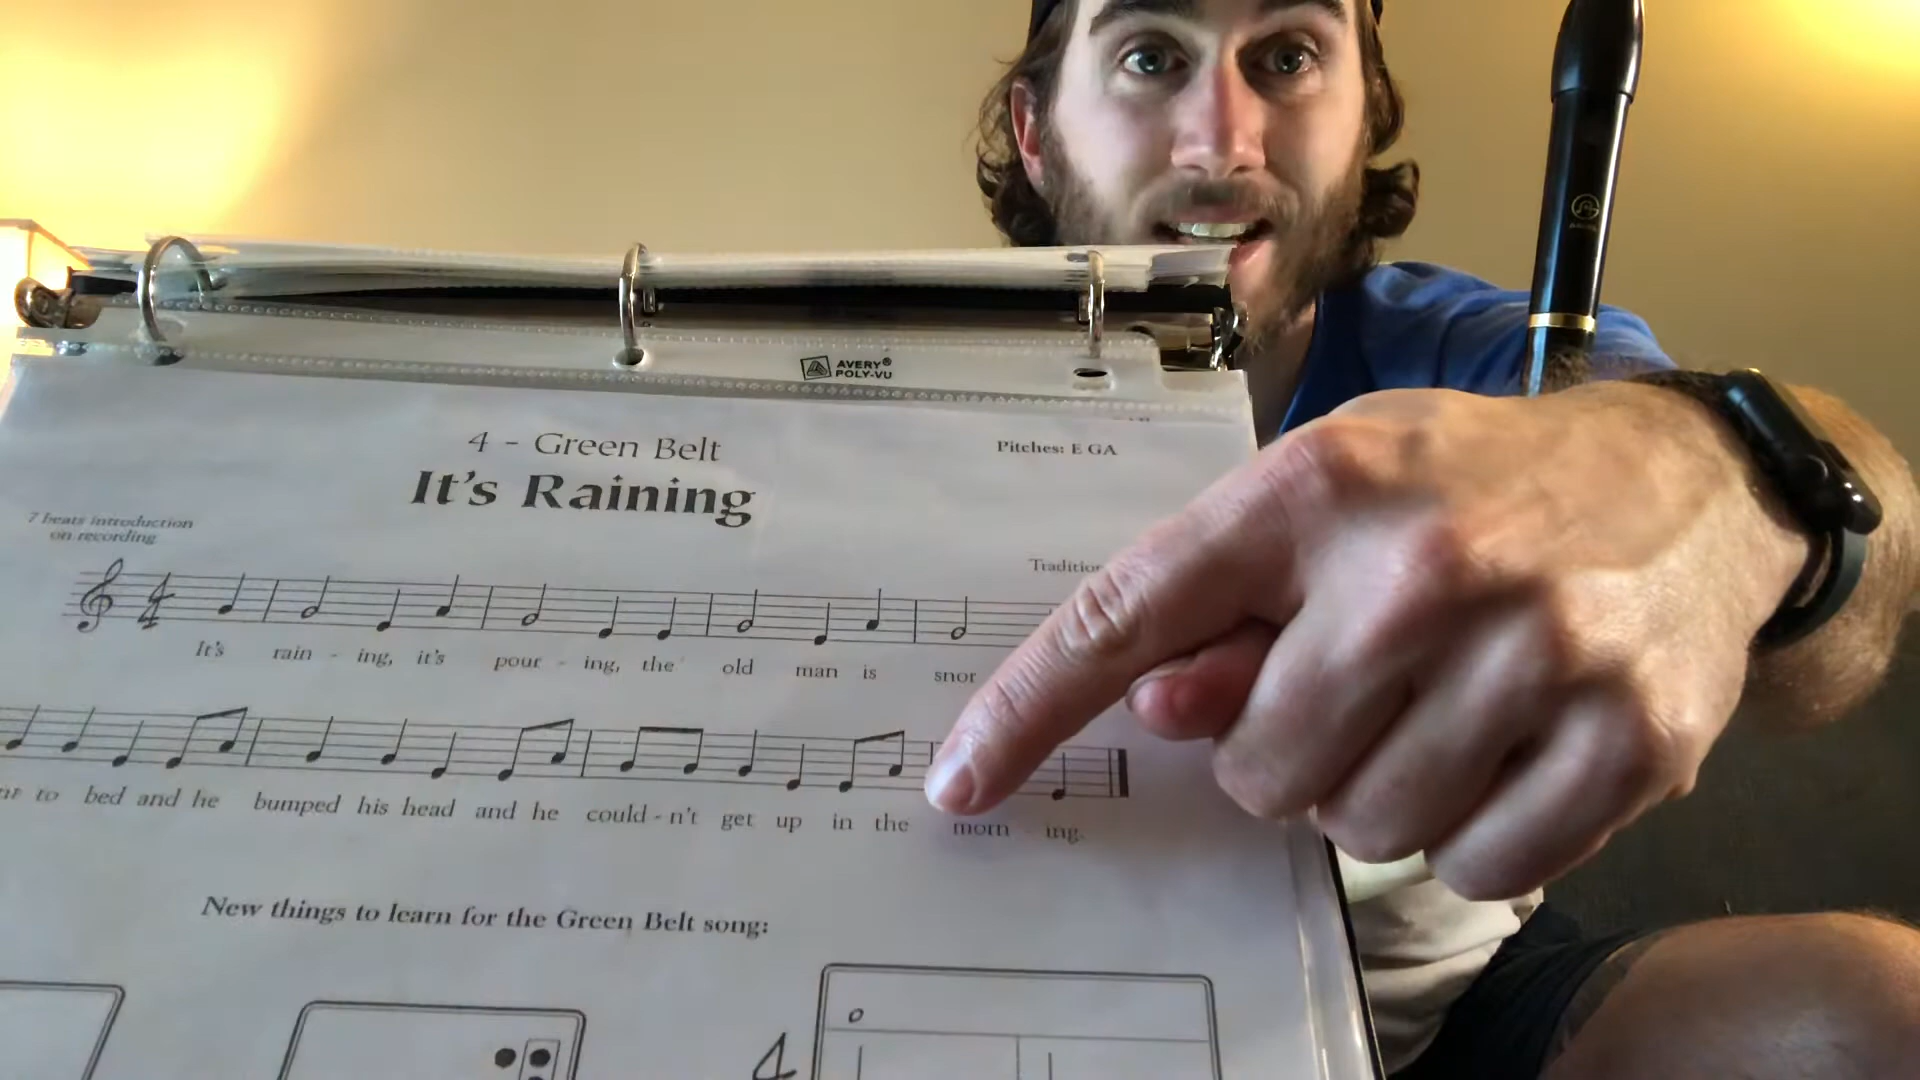 AVERY®
POLY-VU
4 - Green Belt
Pitches: E GA
It's Raining
7 beats introduction
on recording
It's rain - ing, it's pour - ing, the old man is
to bed and he bumped his head and he could - n't get up in the morn - ing.
New things to learn for the Green Belt song:
4